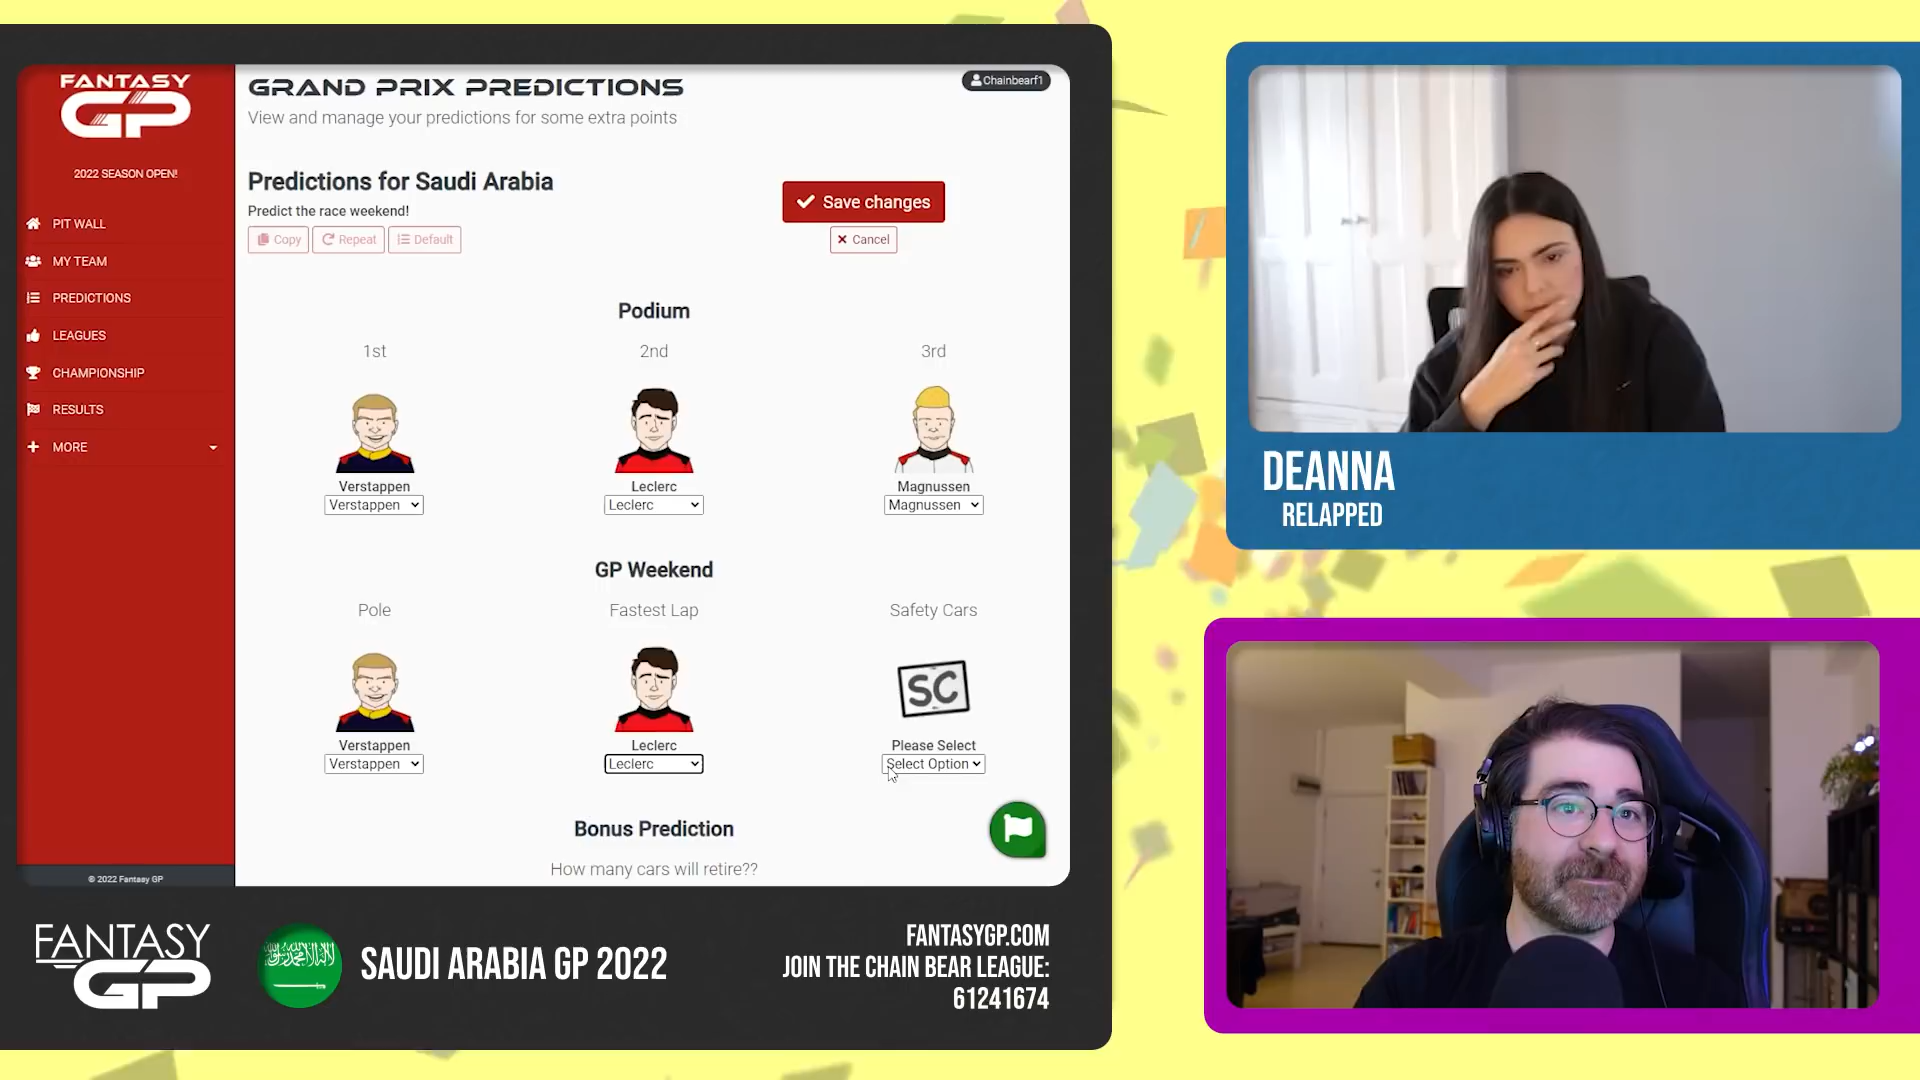 FANTASY
GP
2022 SEASON OPEN!
PIT WALL
MY TEAM
PREDICTIONS
LEAGUES
CHAMPIONSHIP
RESULTS
MORE
© 2022 Fantasy GP
GRAND PRIX PREDICTIONS
Chainbearf1
View and manage your predictions for some extra points
Predictions for Saudi Arabia
Save changes
Predict the race weekend!
Copy
Repeat
Default
Cancel
Podium
1st
2nd
3rd
Verstappen
Leclerc
Magnussen
Verstappen
Leclerc
Magnussen
GP Weekend
Pole
Fastest Lap
Safety Cars
SC
Verstappen
Leclerc
Please Select
Verstappen
Leclerc
Select Option
Bonus Prediction
How many cars will retire??
DEANNA
RELAPPED
FANTASY
GP
SAUDI ARABIA GP 2022
FANTASYGP.COM
JOIN THE CHAIN BEAR LEAGUE:
61241674